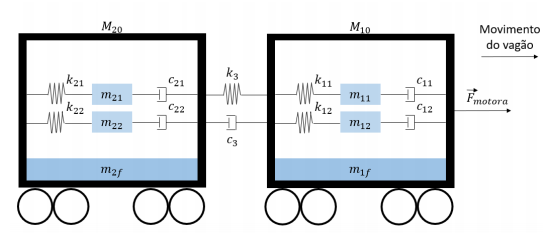 M₂₀
M₁₀
Movimento
do vagão
k₂₁
c₂₁
k₃
k₁₁
c₁₁
m₂₁
m₁₁
F⃗motora
k₂₂
c₂₂
k₁₂
c₁₂
m₂₂
m₁₂
c₃
m₂f
m₁f